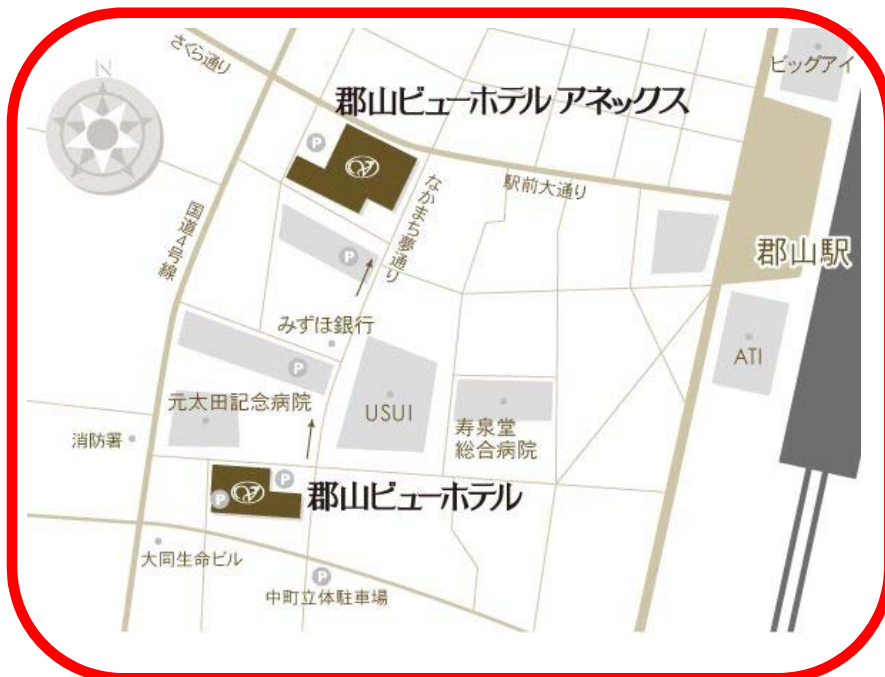 さくら通り
N
ビッグアイ
郡山ビューホテル アネックス
P
駅前大通り
なかまち夢通り
国道4号線
郡山駅
P
みずほ銀行
ATI
P
元太田記念病院
USUI
寿泉堂
総合病院
消防署
P
P
郡山ビューホテル
大同生命ビル
P
中町立体駐車場